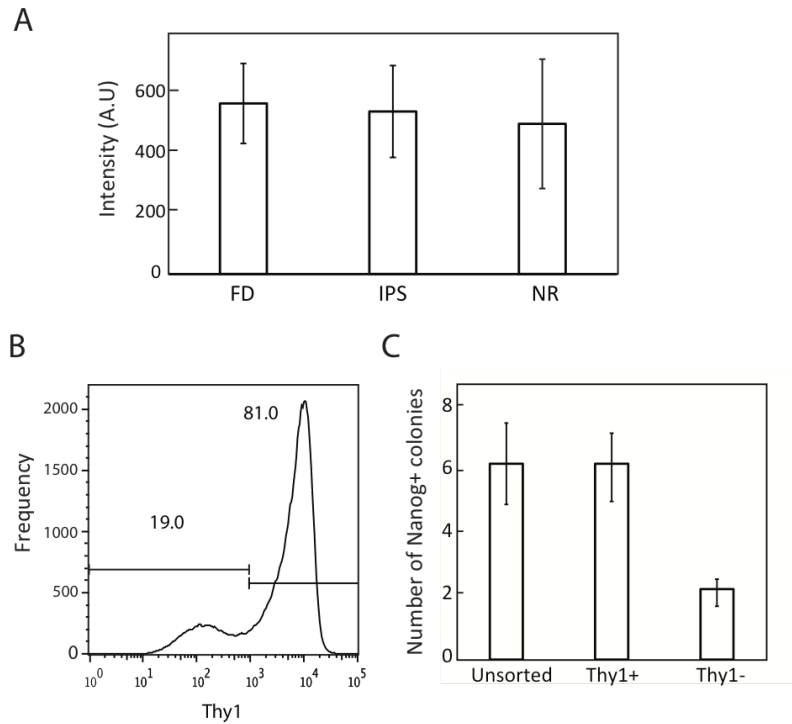 A
Intensity (A.U)
600
400
200
0
FD IPS NR
B
Frequency
2000
1500
1000
500
0
81.0
19.0
10^0 10^1 10^2 10^3 10^4 10^5
Thy1
C
Number of Nanog+ colonies
8
6
4
2
0
Unsorted Thy1+ Thy1-